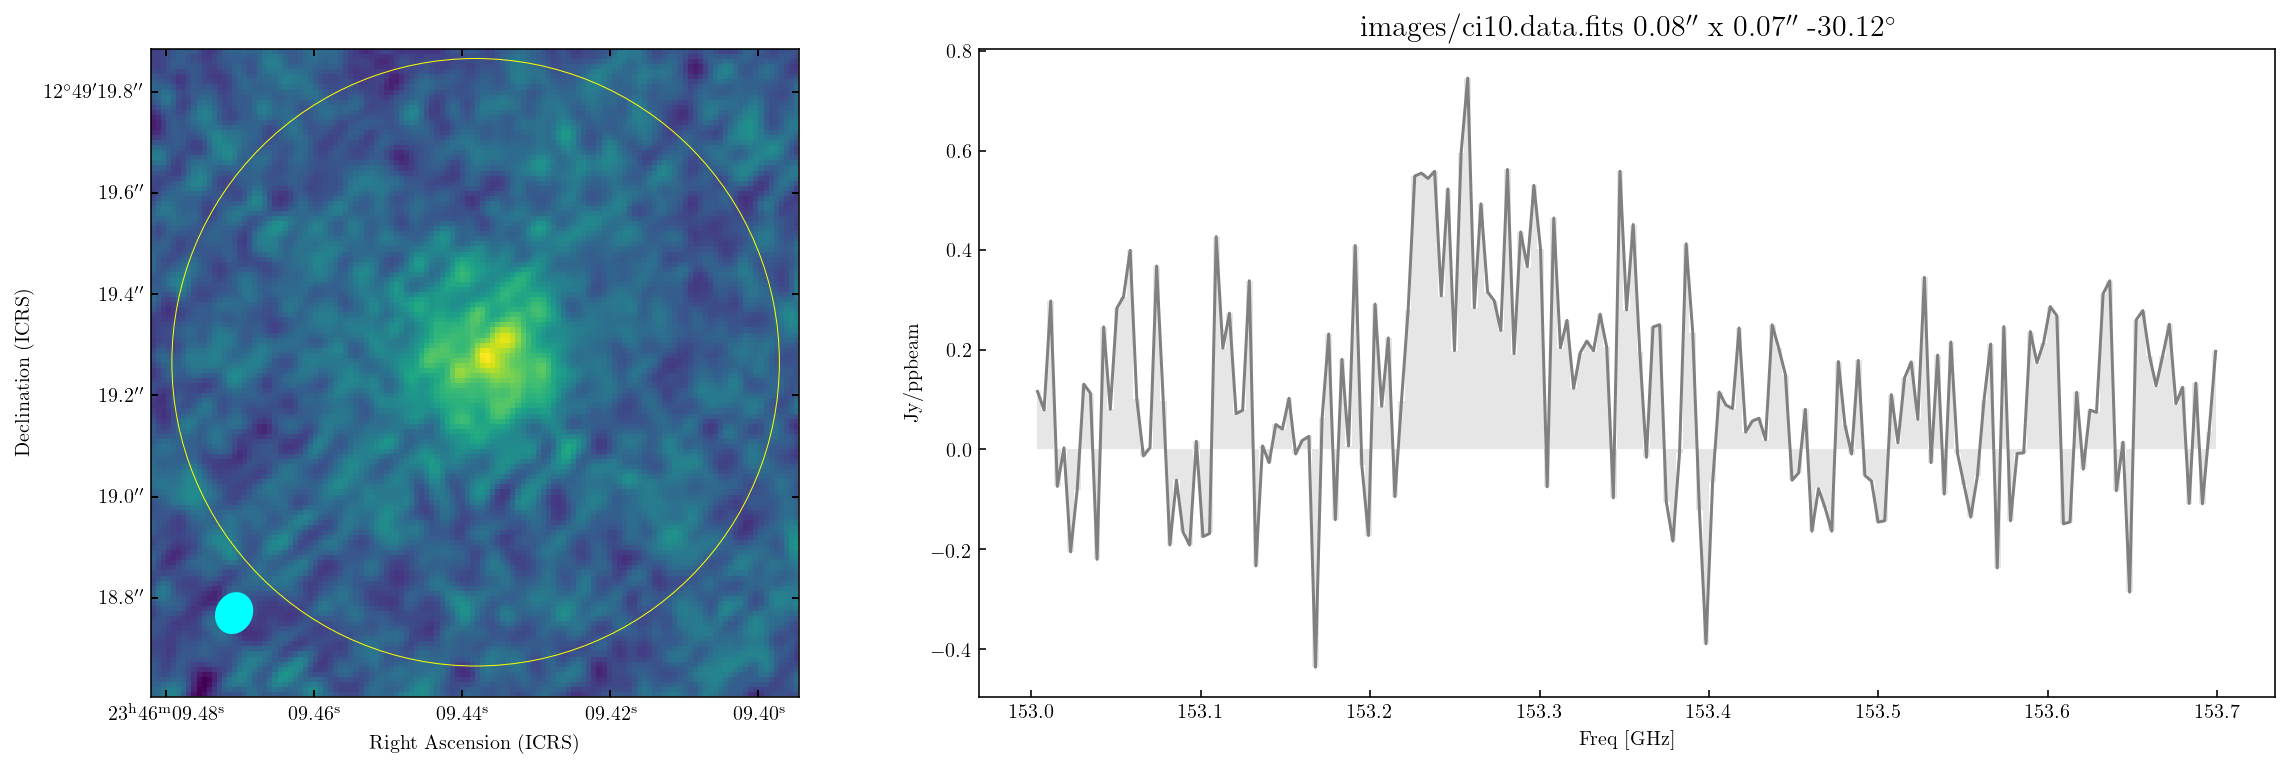 images/ci10.data.fits 0.08′′ x 0.07′′ -30.12°
Declination (ICRS)
12°49′19.8′′
19.6′′
19.4′′
19.2′′
19.0′′
18.8′′
23ʰ46ᵐ09.48ˢ 09.46ˢ 09.44ˢ 09.42ˢ 09.40ˢ
Right Ascension (ICRS)
Jy/ppbeam
0.8
0.6
0.4
0.2
0.0
−0.2
−0.4
153.0 153.1 153.2 153.3 153.4 153.5 153.6 153.7
Freq [GHz]